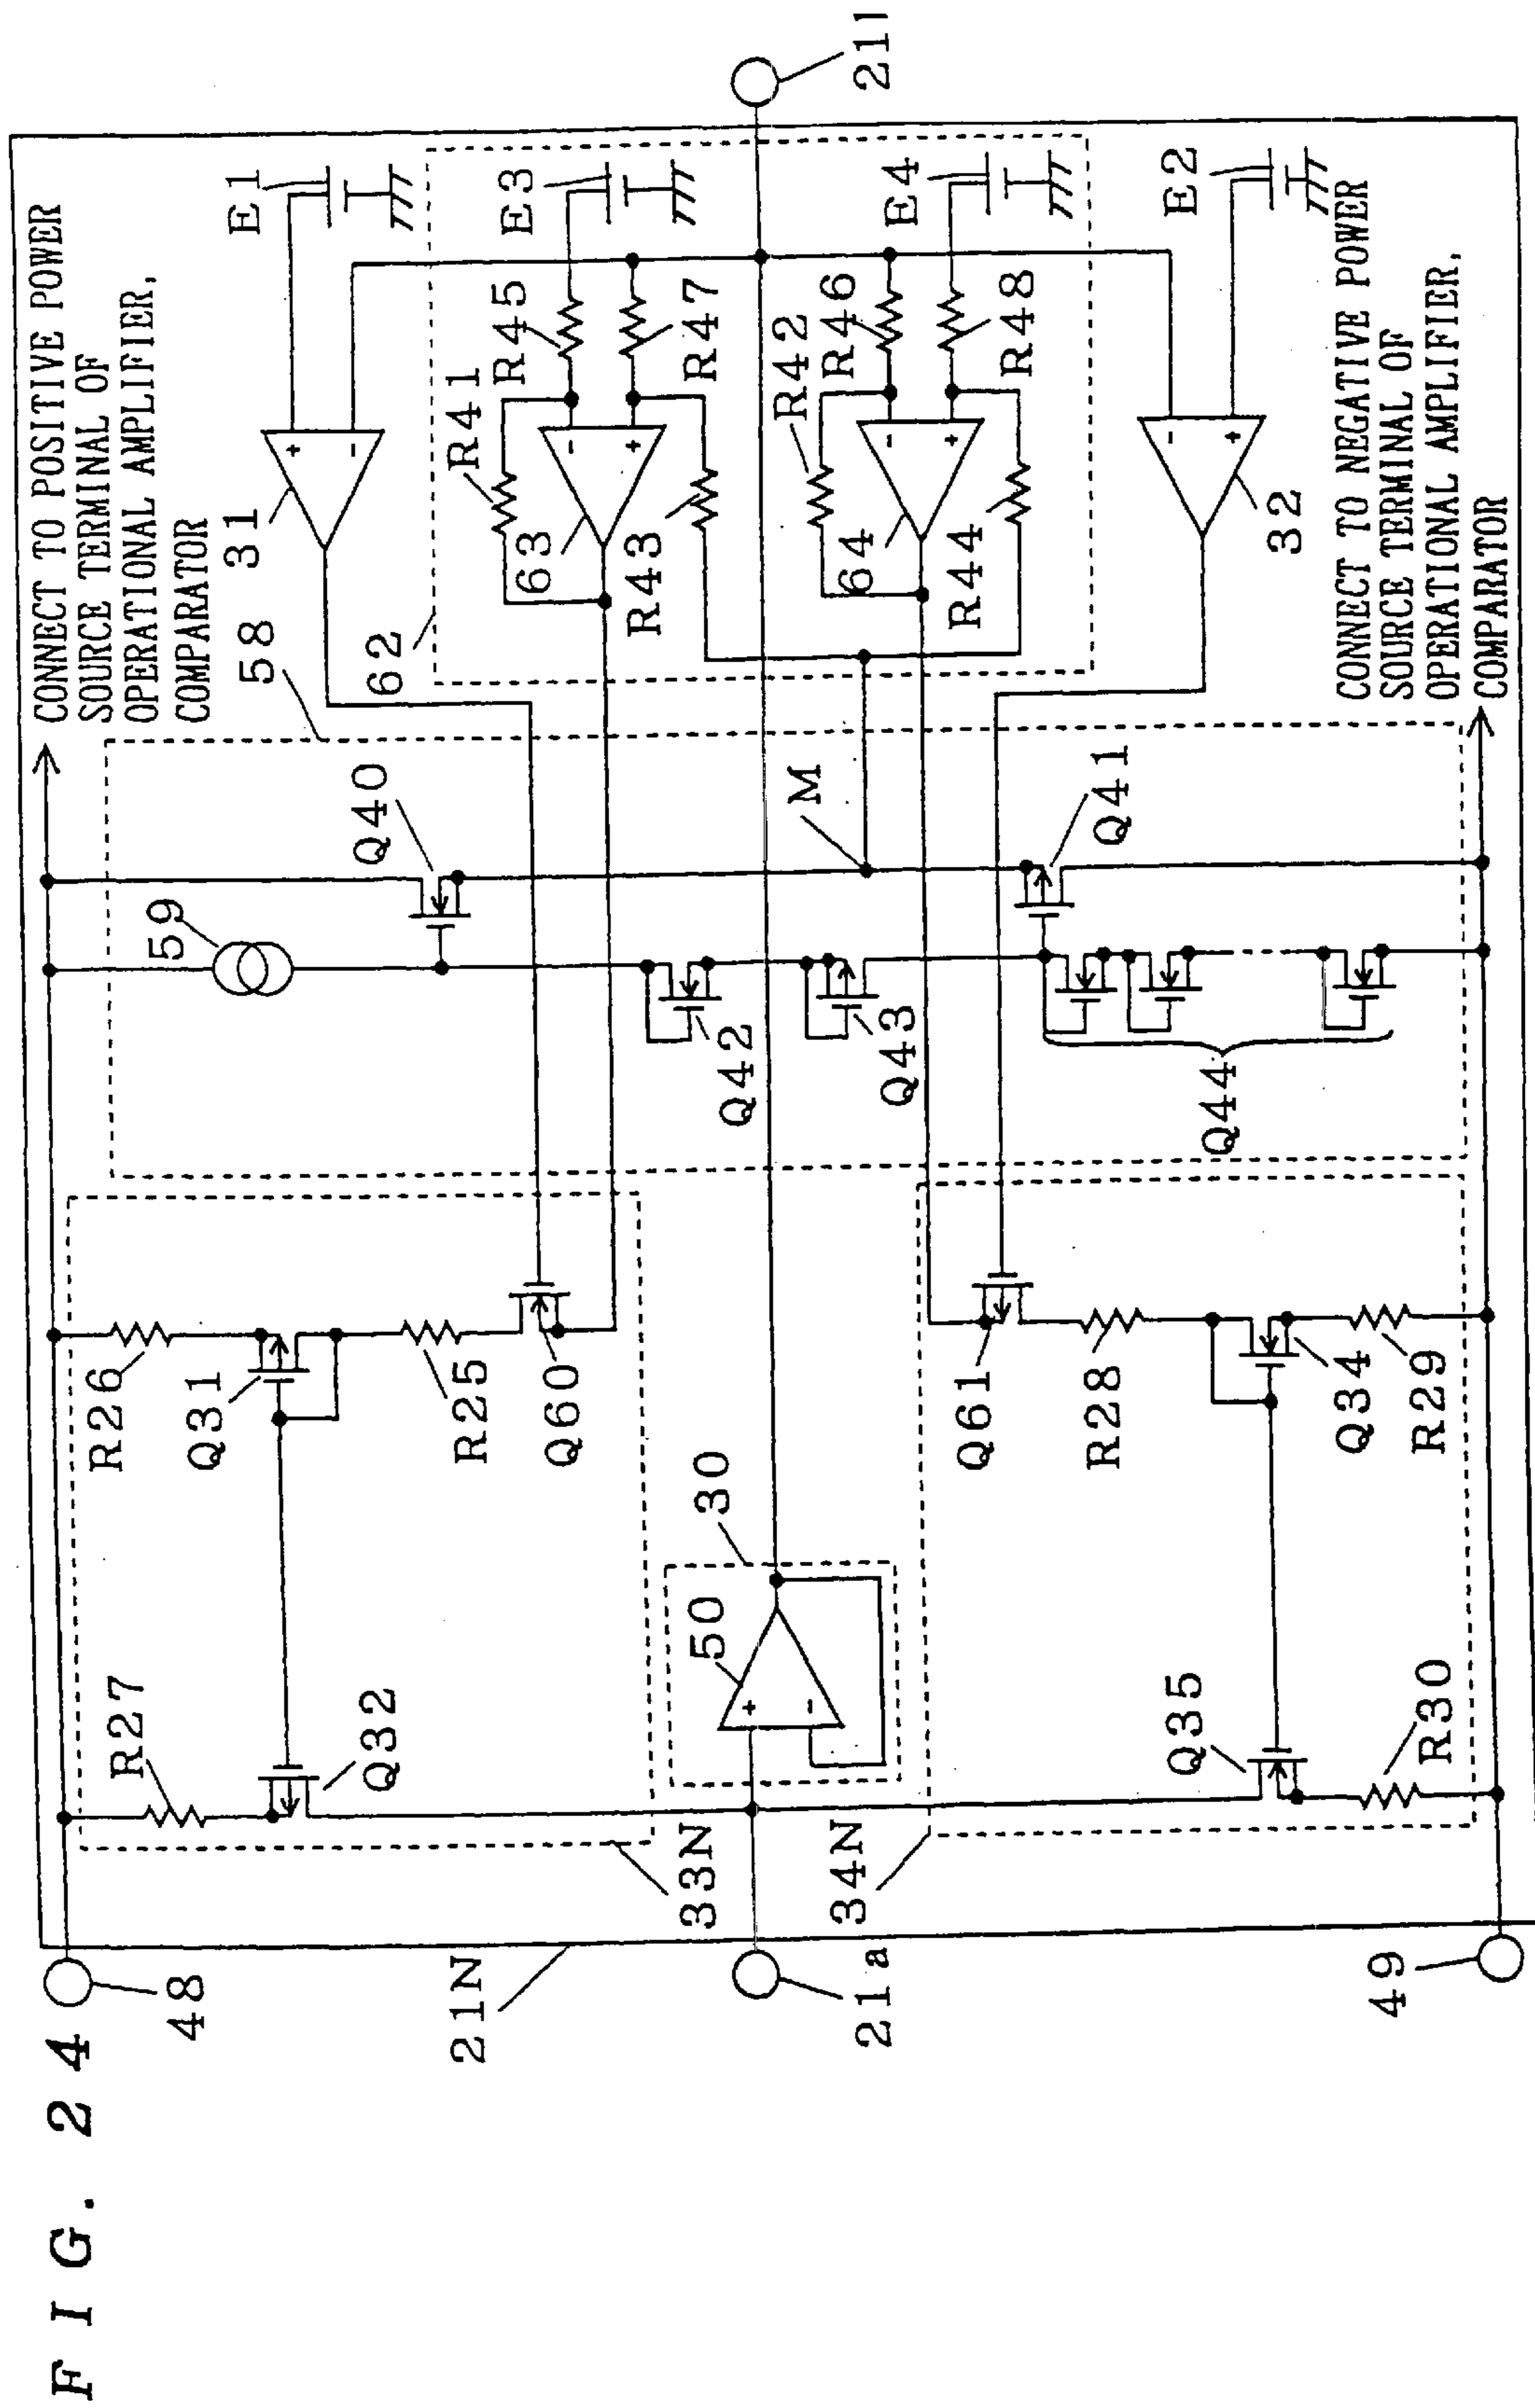 FIG. 24
CONNECT TO POSITIVE POWER
SOURCE TERMINAL OF
OPERATIONAL AMPLIFIER,
COMPARATOR
48
R27
R26
59
E1
31
58
Q32
Q31
Q40
R25
Q60
62
R41
R45
E3
63
R43
R47
21N
33N
30
50
+
-
+
-
-
+
Q42
M
21a
211
34N
Q61
Q43
64
R42
R46
E4
R44
R48
-
+
Q41
R28
Q35
Q34
Q44
32
E2
-
+
R30
R29
49
CONNECT TO NEGATIVE POWER
SOURCE TERMINAL OF
OPERATIONAL AMPLIFIER,
COMPARATOR